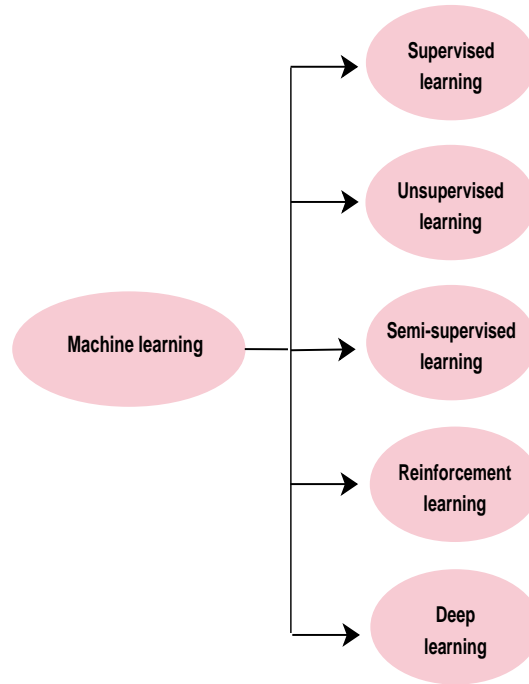 Supervised
learning
Unsupervised
learning
Machine learning
Semi-supervised
learning
Reinforcement
learning
Deep
learning